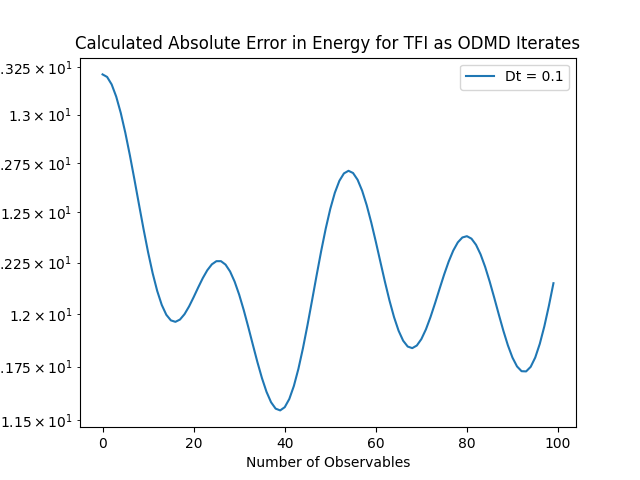 Calculated Absolute Error in Energy for TFI as ODMD Iterates
.325 × 10¹
1.3 × 10¹
.275 × 10¹
1.25 × 10¹
.225 × 10¹
1.2 × 10¹
.175 × 10¹
1.15 × 10¹
Dt = 0.1
0 20 40 60 80 100
Number of Observables